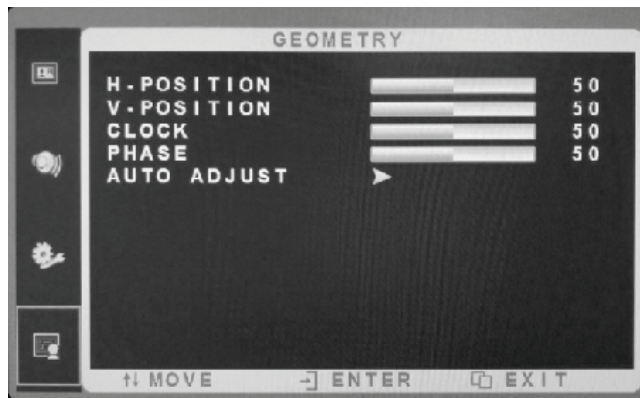 GEOMETRY
H-POSITION 50
V-POSITION 50
CLOCK 50
PHASE 50
AUTO ADJUST
MOVE ENTER EXIT